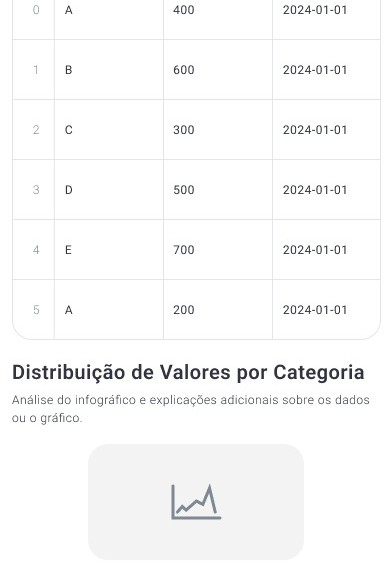 0 A 400 2024-01-01
1 B 600 2024-01-01
2 C 300 2024-01-01
3 D 500 2024-01-01
4 E 700 2024-01-01
5 A 200 2024-01-01
Distribuição de Valores por Categoria
Análise do infográfico e explicações adicionais sobre os dados
ou o gráfico.